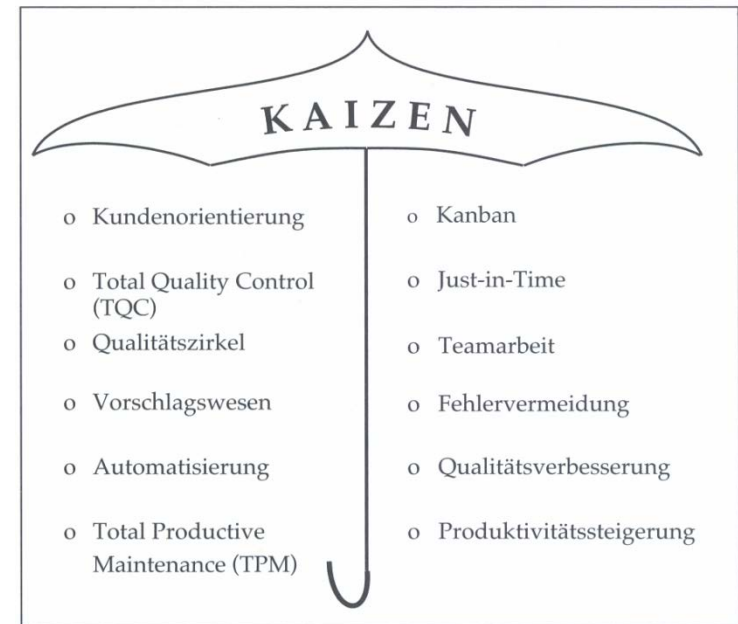 KAIZEN
o Kundenorientierung
o Total Quality Control
(TQC)
o Qualitätszirkel
o Vorschlagswesen
o Automatisierung
o Total Productive
Maintenance (TPM)
o Kanban
o Just-in-Time
o Teamarbeit
o Fehlervermeidung
o Qualitätsverbesserung
o Produktivitätssteigerung